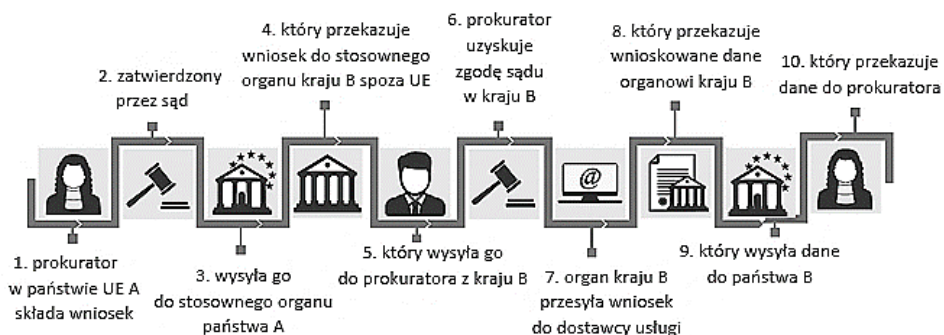 1. prokurator
w państwie UE A
składa wniosek
2. zatwierdzony
przez sąd
3. wysyła go
do stosownego organu
państwa A
4. który przekazuje
wniosek do stosownego
organu kraju B spoza UE
5. który wysyła go
do prokuratora z kraju B
6. prokurator
uzyskuje
zgodę sądu
w kraju B
7. organ kraju B
przesyła wniosek
do dostawcy usługi
@
8. który przekazuje
wnioskowane dane
organowi kraju B
9. który wysyła dane
do państwa B
10. który przekazuje
dane do prokuratora